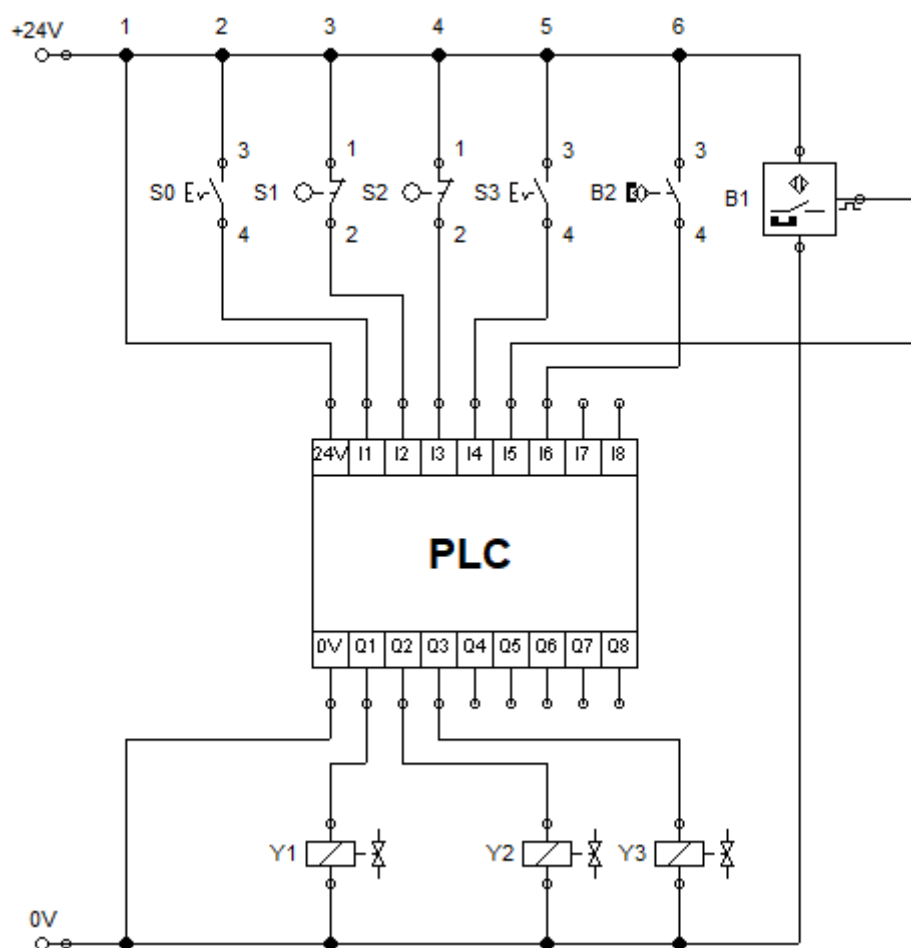 +24V 1 2 3 4 5 6
3 1 1 3 3
S0 S1 S2 S3 B2 B1
4 2 2 4 4
24V I1 I2 I3 I4 I5 I6 I7 I8
PLC
0V Q1 Q2 Q3 Q4 Q5 Q6 Q7 Q8
Y1 Y2 Y3
0V